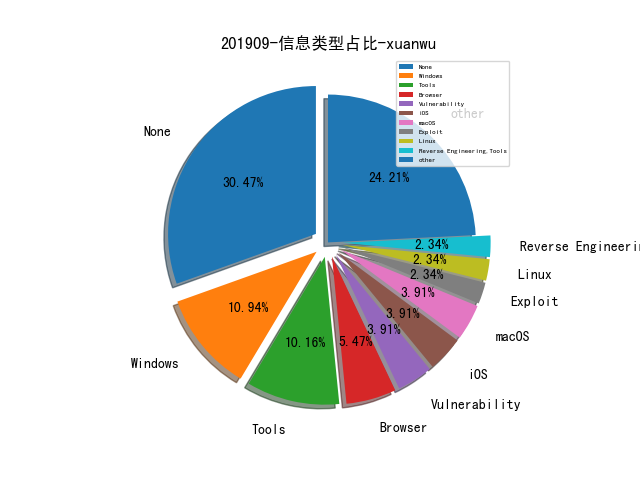 201909-信息类型占比-xuanwu
None
Windows
Tools
Browser
Vulnerability
iOS
macOS
Exploit
Linux
Reverse Engineering,Tools
other
other
None
30.47%
24.21%
2.34%
Reverse Engineerin
2.34%
Linux
2.34%
Exploit
3.91%
macOS
3.91%
iOS
3.91%
Vulnerability
5.47%
Browser
10.16%
Tools
10.94%
Windows